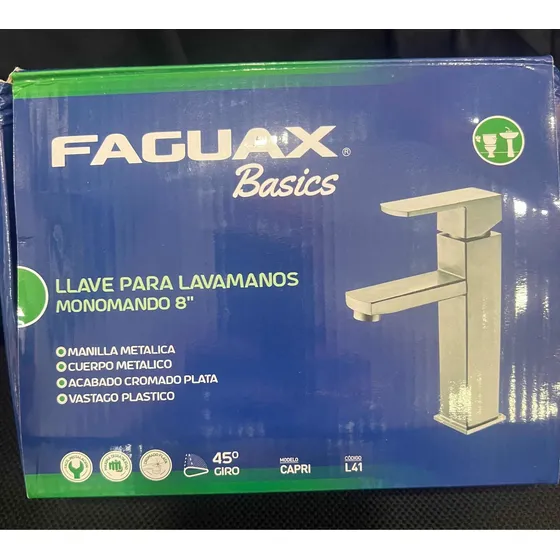 FAGUAX®
Basics
LLAVE PARA LAVAMANOS
MONOMANDO 8"
MANILLA METALICA
CUERPO METALICO
ACABADO CROMADO PLATA
VASTAGO PLASTICO
45º
GIRO
MODELO
CAPRI
CÓDIGO
L41